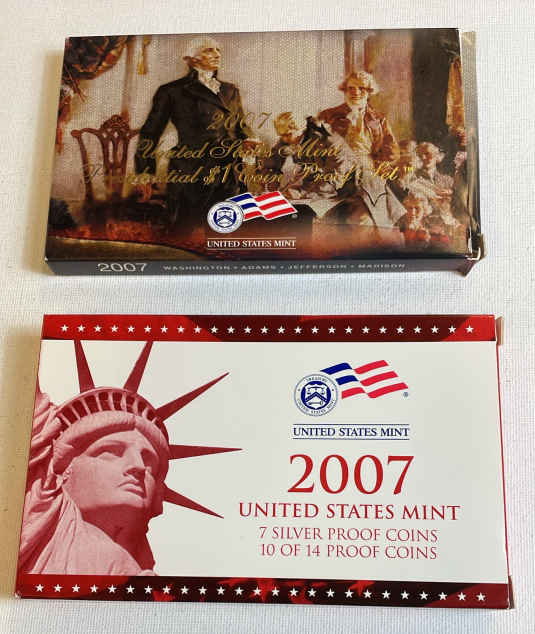 2007
United States Mint
Presidential $1 Coin Proof Set™
UNITED STATES MINT
2007 WASHINGTON • ADAMS • JEFFERSON • MADISON
UNITED STATES MINT
2007
UNITED STATES MINT
7 SILVER PROOF COINS
10 OF 14 PROOF COINS